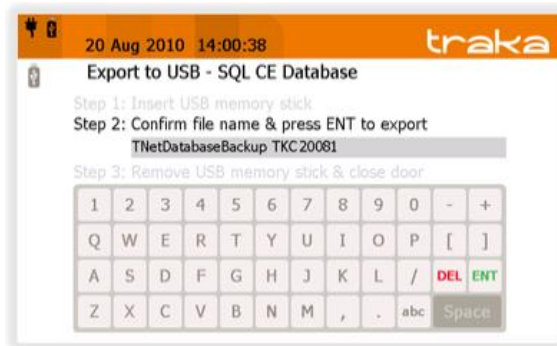 20 Aug 2010 14:00:38
traka
Export to USB - SQL CE Database
Step 1: Insert USB memory stick
Step 2: Confirm file name & press ENT to export
TNetDatabaseBackup TKC20081
Step 3: Remove USB memory stick & close door
1 2 3 4 5 6 7 8 9 0 - +
Q W E R T Y U I O P [ ]
A S D F G H J K L / DEL ENT
Z X C V B N M , . abc Space